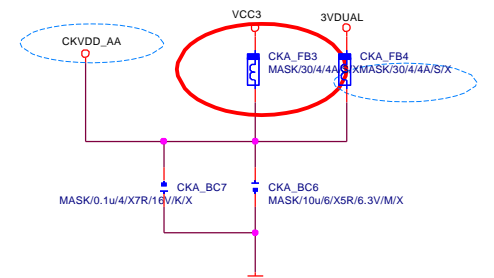 VCC3
3VDUAL
CKVDD_AA
CKA_FB3
CKA_FB4
MASK/30/4/4A/S/X
MASK/30/4/4A/S/X
CKA_BC7
CKA_BC6
MASK/0.1u/4/X7R/16V/K/X
MASK/10u/6/X5R/6.3V/M/X